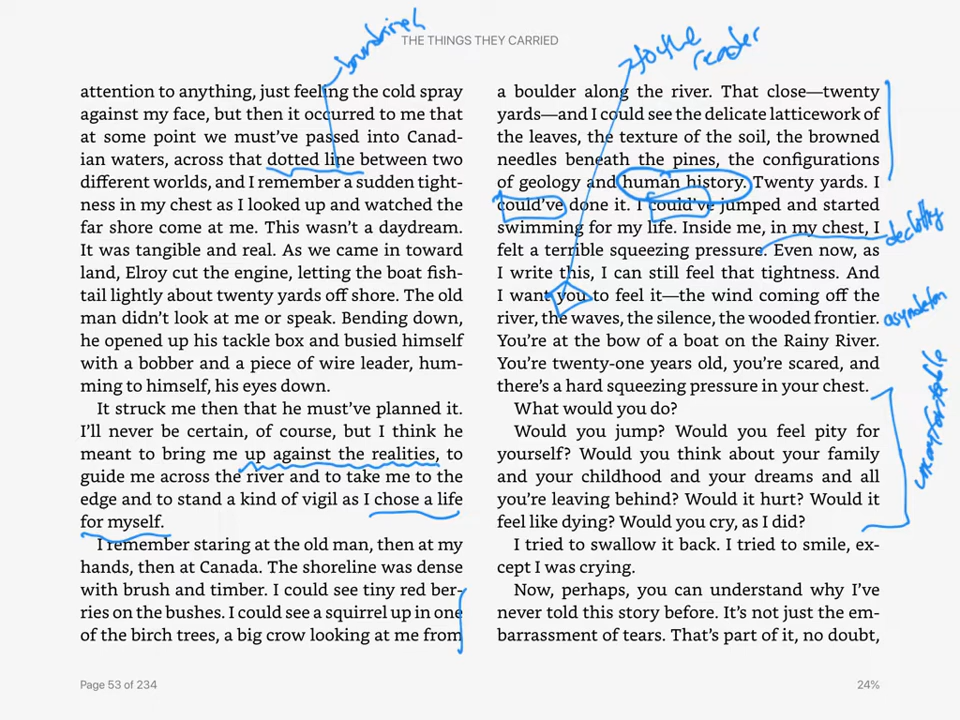 THE THINGS THEY CARRIED
to the
reader
attention to anything, just feeling the cold spray
against my face, but then it occurred to me that
at some point we must've passed into Canad-
ian waters, across that dotted line between two
different worlds, and I remember a sudden tight-
ness in my chest as I looked up and watched the
far shore come at me. This wasn't a daydream.
It was tangible and real. As we came in toward
land, Elroy cut the engine, letting the boat fish-
tail lightly about twenty yards off shore. The old
man didn't look at me or speak. Bending down,
he opened up his tackle box and busied himself
with a bobber and a piece of wire leader, hum-
ming to himself, his eyes down.
It struck me then that he must've planned it.
I'll never be certain, of course, but I think he
meant to bring me up against the realities, to
guide me across the river and to take me to the
edge and to stand a kind of vigil as I chose a life
for myself.
I remember staring at the old man, then at my
hands, then at Canada. The shoreline was dense
with brush and timber. I could see tiny red ber-
ries on the bushes. I could see a squirrel up in one
of the birch trees, a big crow looking at me from
a boulder along the river. That close—twenty
yards—and I could see the delicate latticework of
the leaves, the texture of the soil, the browned
needles beneath the pines, the configurations
of geology and human history. Twenty yards. I
could've done it. I could've jumped and started
swimming for my life. Inside me, in my chest, I
felt a terrible squeezing pressure. Even now, as
I write this, I can still feel that tightness. And
I want you to feel it—the wind coming off the
river, the waves, the silence, the wooded frontier.
You're at the bow of a boat on the Rainy River.
You're twenty-one years old, you're scared, and
there's a hard squeezing pressure in your chest.
What would you do?
Would you jump? Would you feel pity for
yourself? Would you think about your family
and your childhood and your dreams and all
you're leaving behind? Would it hurt? Would it
feel like dying? Would you cry, as I did?
I tried to swallow it back. I tried to smile, ex-
cept I was crying.
Now, perhaps, you can understand why I've
never told this story before. It's not just the em-
barrassment of tears. That's part of it, no doubt,
asyndeton
uncomfortable
Page 53 of 234
24%